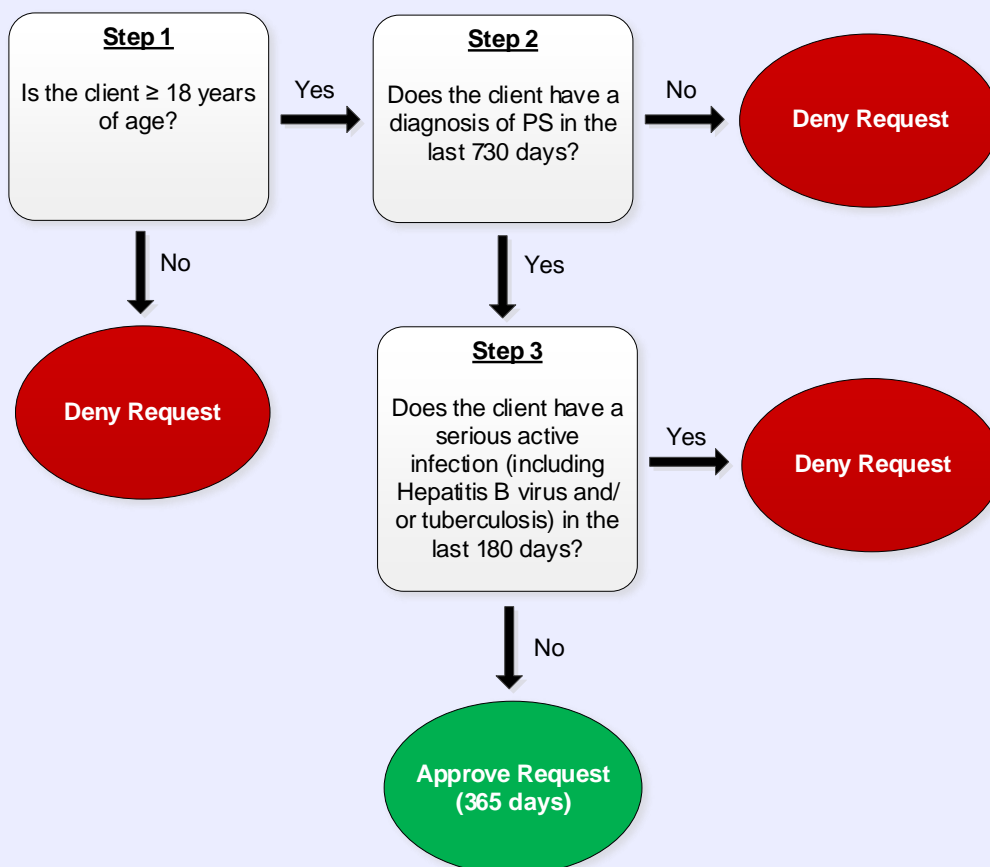 Step 1
Is the client ≥ 18 years
of age?
Yes
Step 2
Does the client have a
diagnosis of PS in the
last 730 days?
No
Deny Request
No
Deny Request
Yes
Step 3
Does the client have a
serious active
infection (including
Hepatitis B virus and/
or tuberculosis) in the
last 180 days?
Yes
Deny Request
No
Approve Request
(365 days)